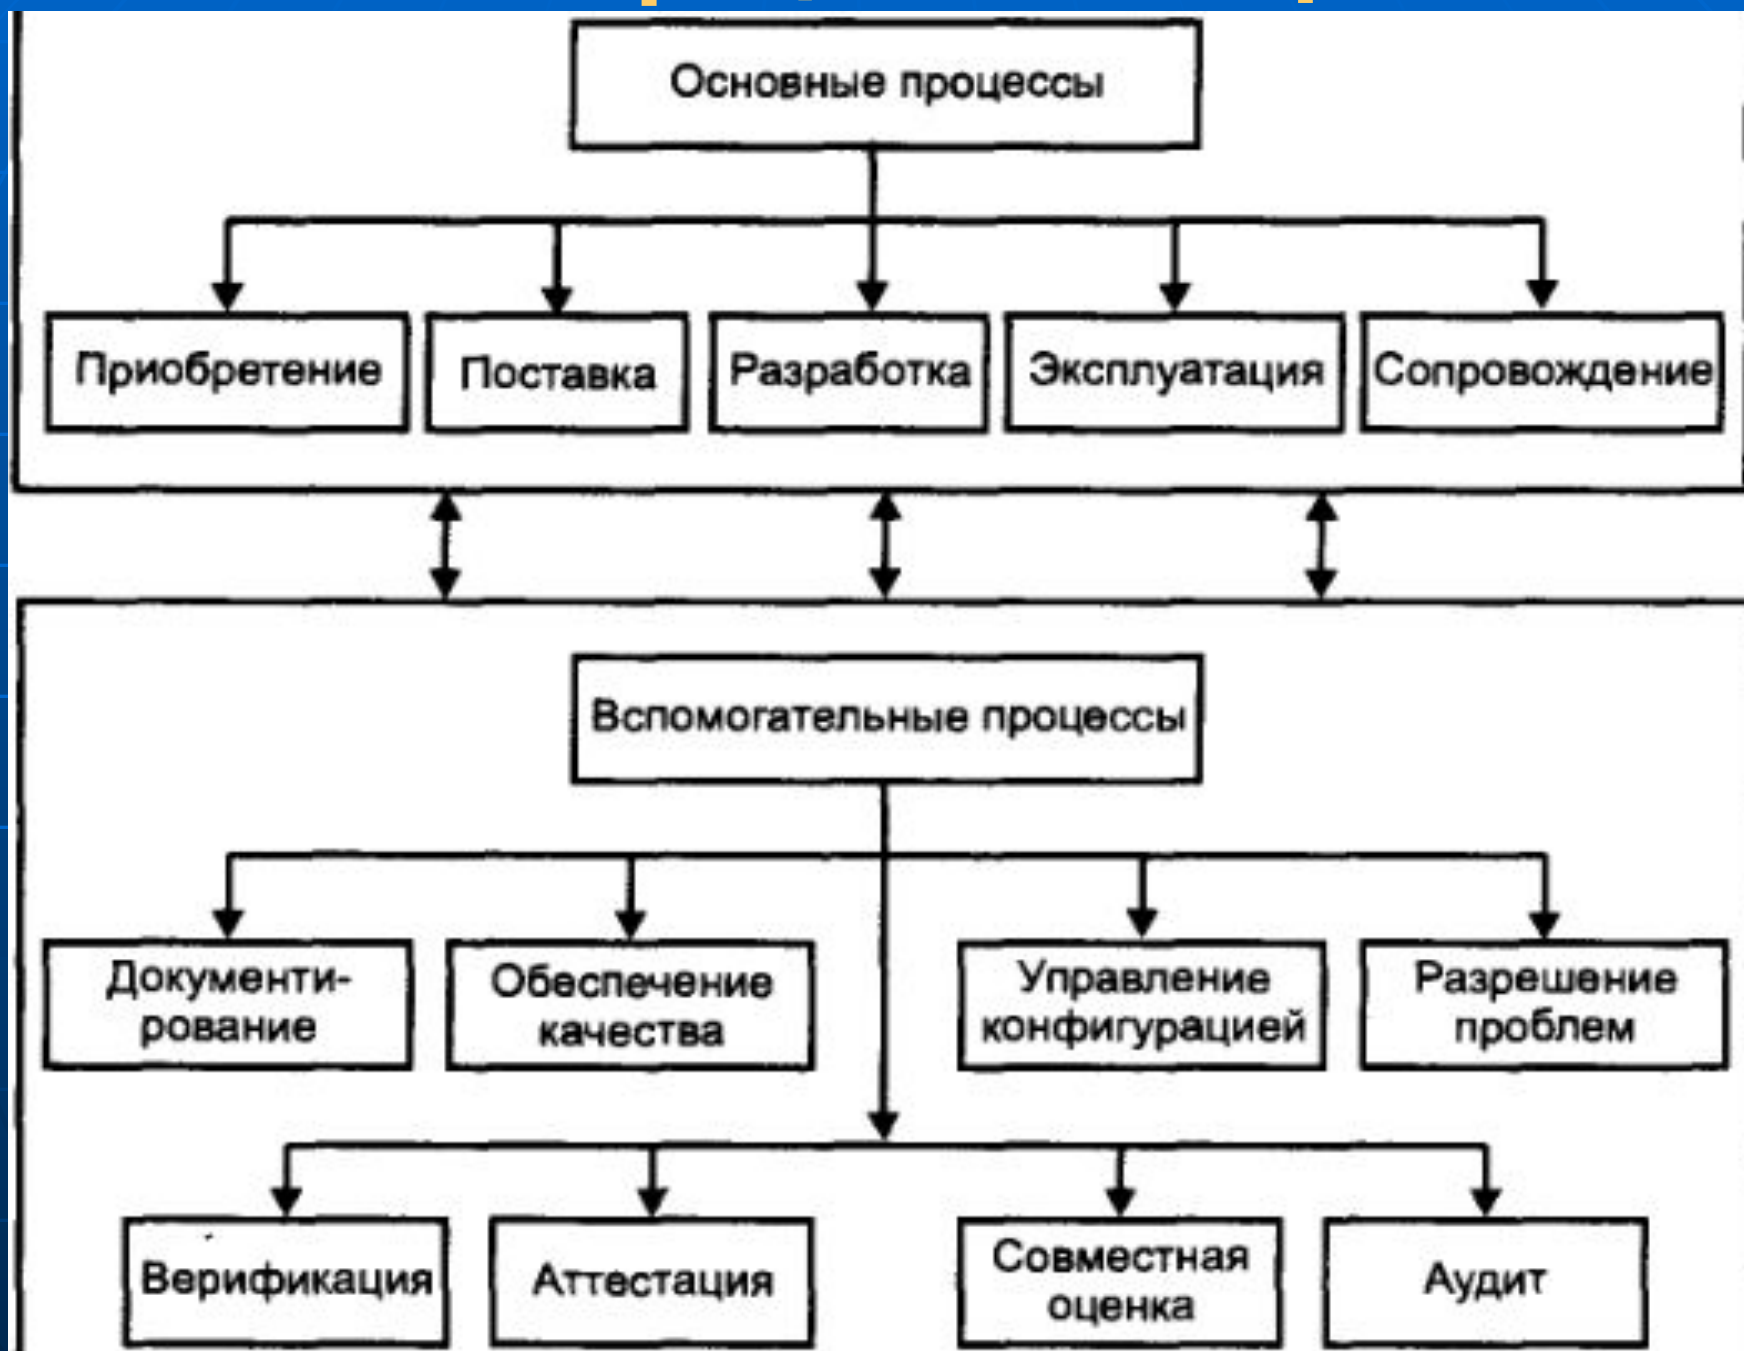 Основные процессы
Приобретение
Поставка
Разработка
Эксплуатация
Сопровождение
Вспомогательные процессы
Документи-
рование
Обеспечение
качества
Управление
конфигурацией
Разрешение
проблем
Верификация
Аттестация
Совместная
оценка
Аудит